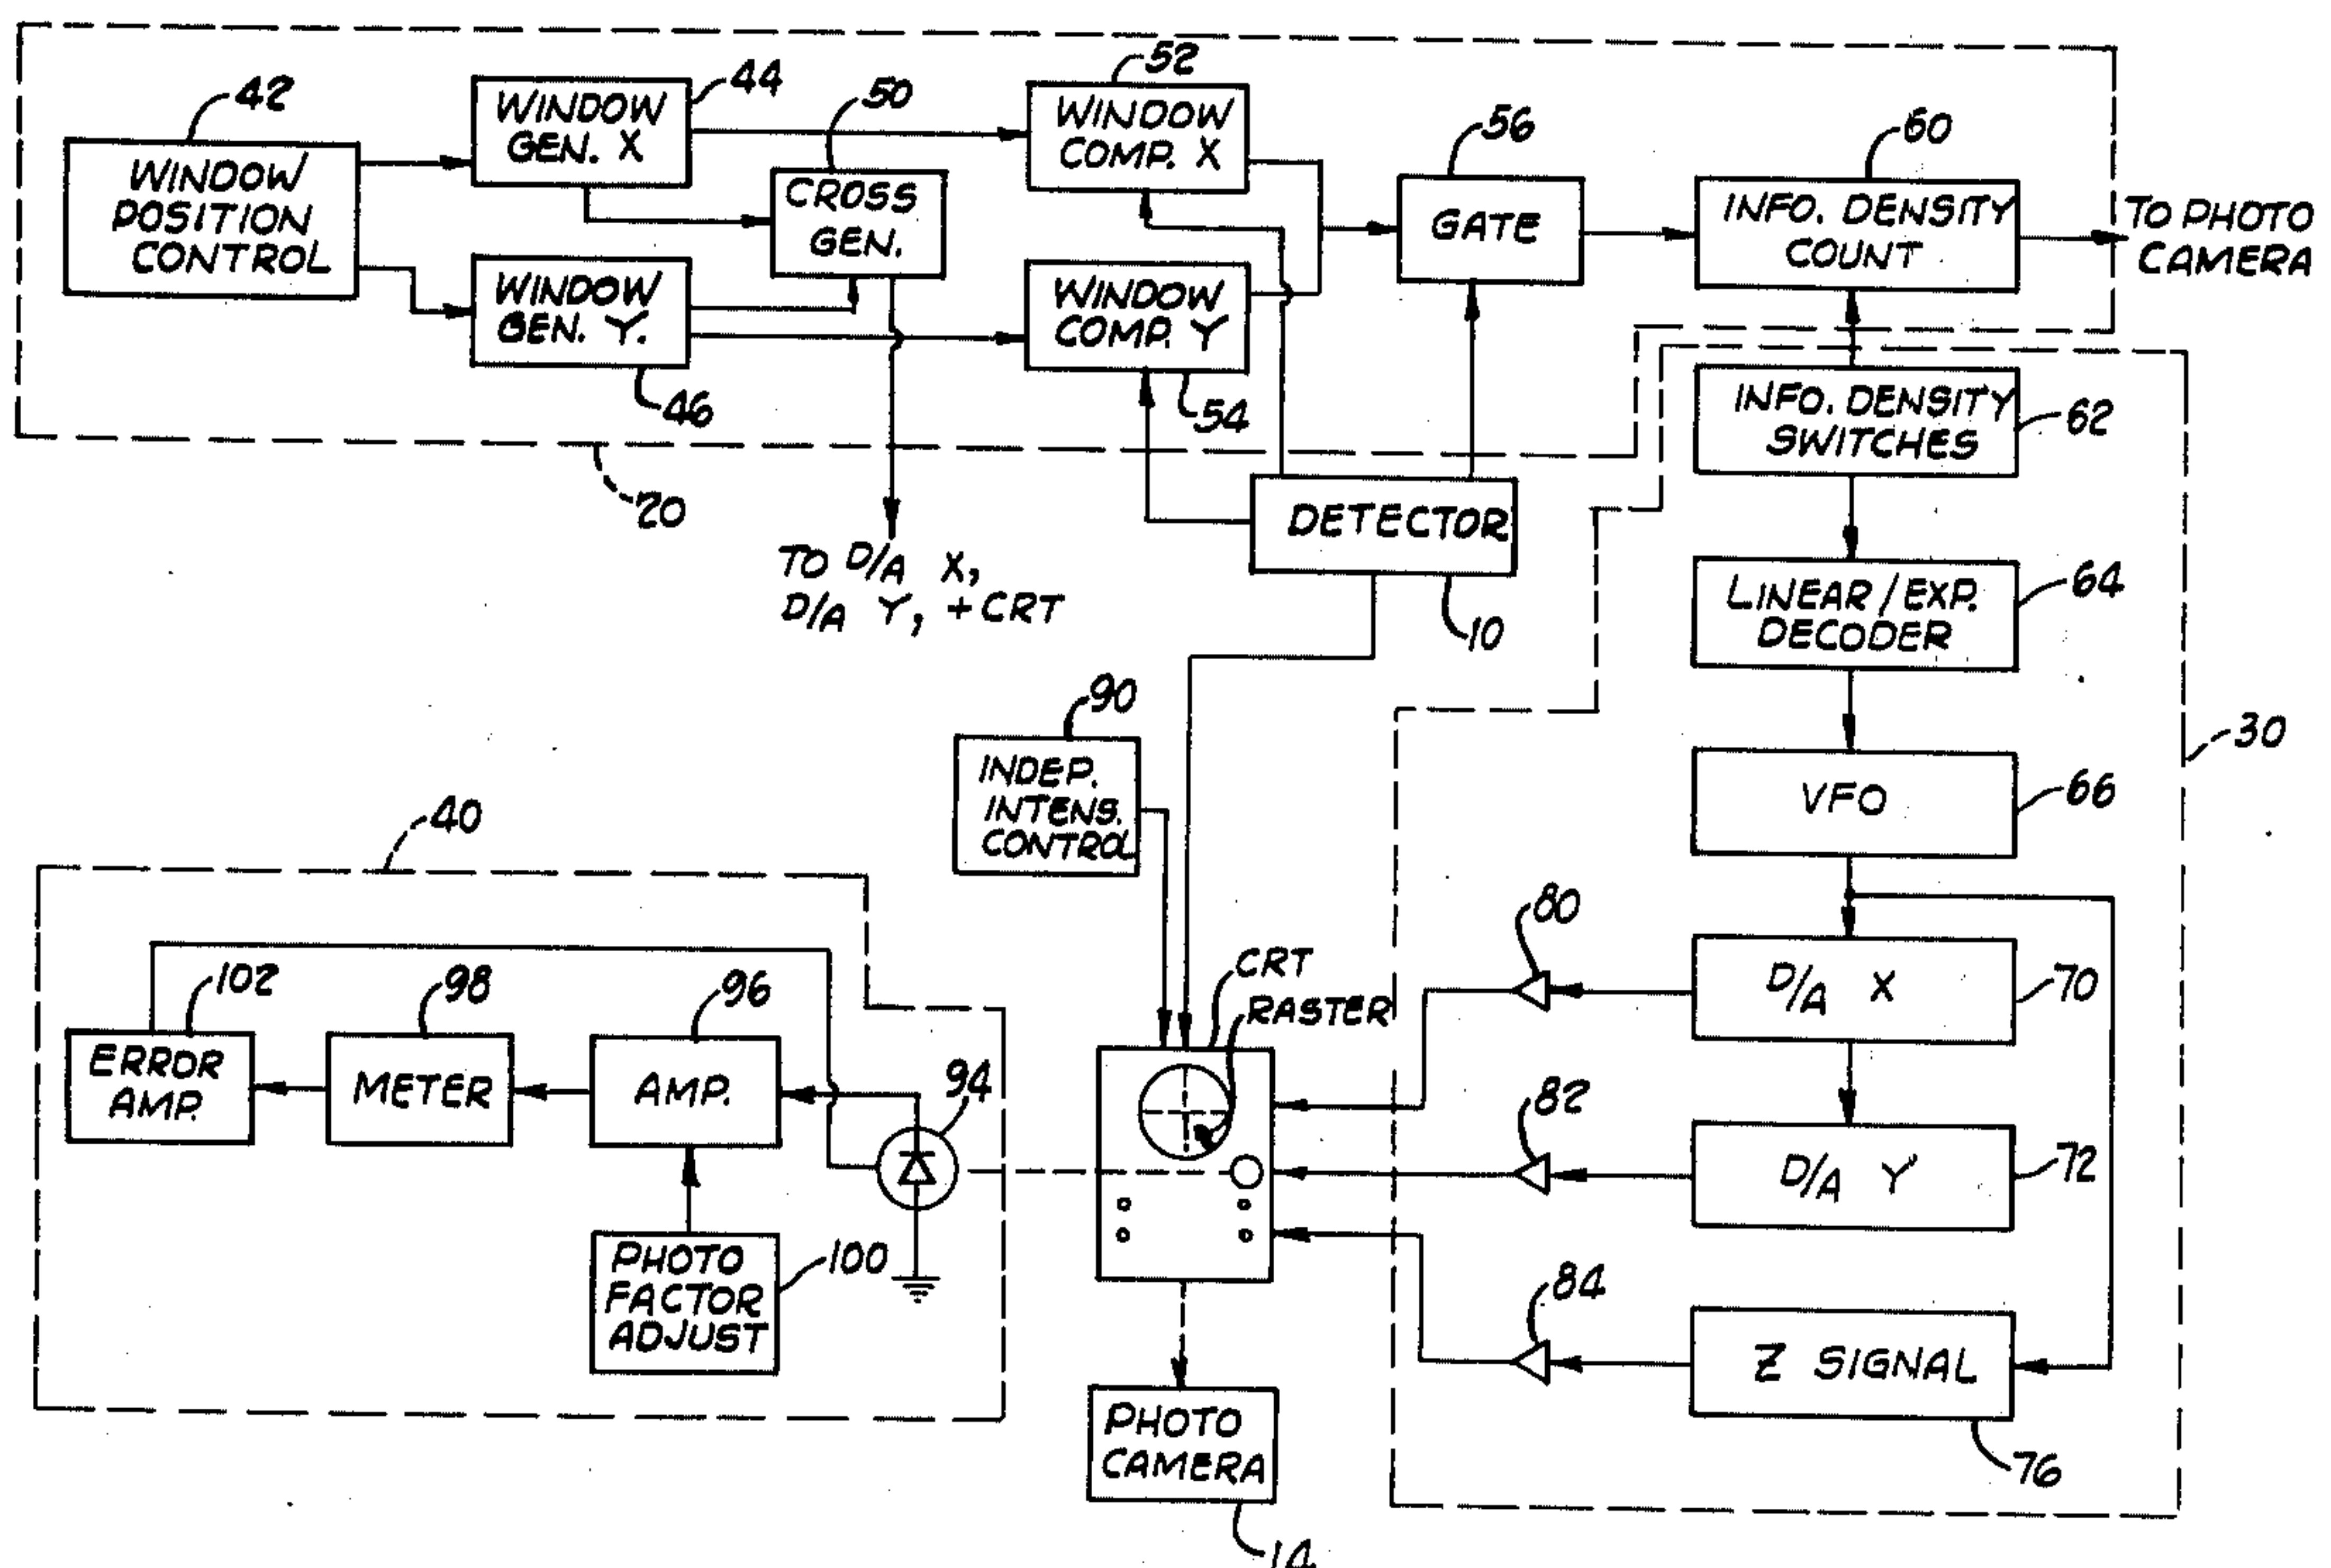 42
WINDOW
POSITION
CONTROL
44
WINDOW
GEN. X
50
CROSS
GEN.
WINDOW
GEN. Y.
46
52
WINDOW
COMP. X
WINDOW
COMP. Y
54
56
GATE
60
INFO. DENSITY
COUNT
TO PHOTO
CAMERA
20
TO D/A X,
D/A Y, + CRT
DETECTOR
10
INFO. DENSITY
SWITCHES
62
LINEAR / EXP.
DECODER
64
30
VFO
66
90
INDEP.
INTENS.
CONTROL
40
102
ERROR
AMP.
98
METER
96
AMP.
94
PHOTO
FACTOR
ADJUST
100
CRT
RASTER
80
D/A X
70
82
D/A Y
72
84
Z SIGNAL
76
PHOTO
CAMERA
14